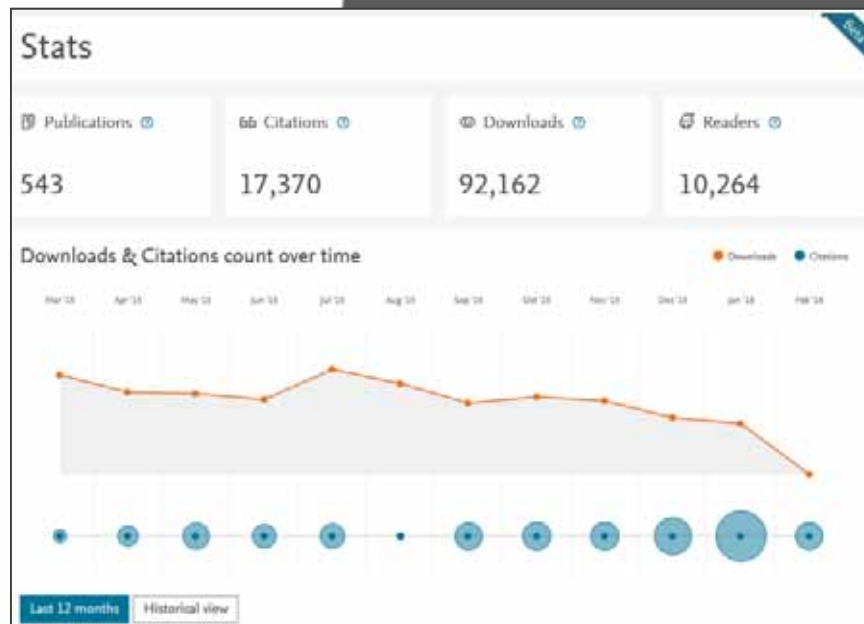 Beta
Stats
Publications
Citations
Downloads
Readers
543
17,370
92,162
10,264
Downloads & Citations count over time
Downloads
Citations
Last 12 months
Historical view